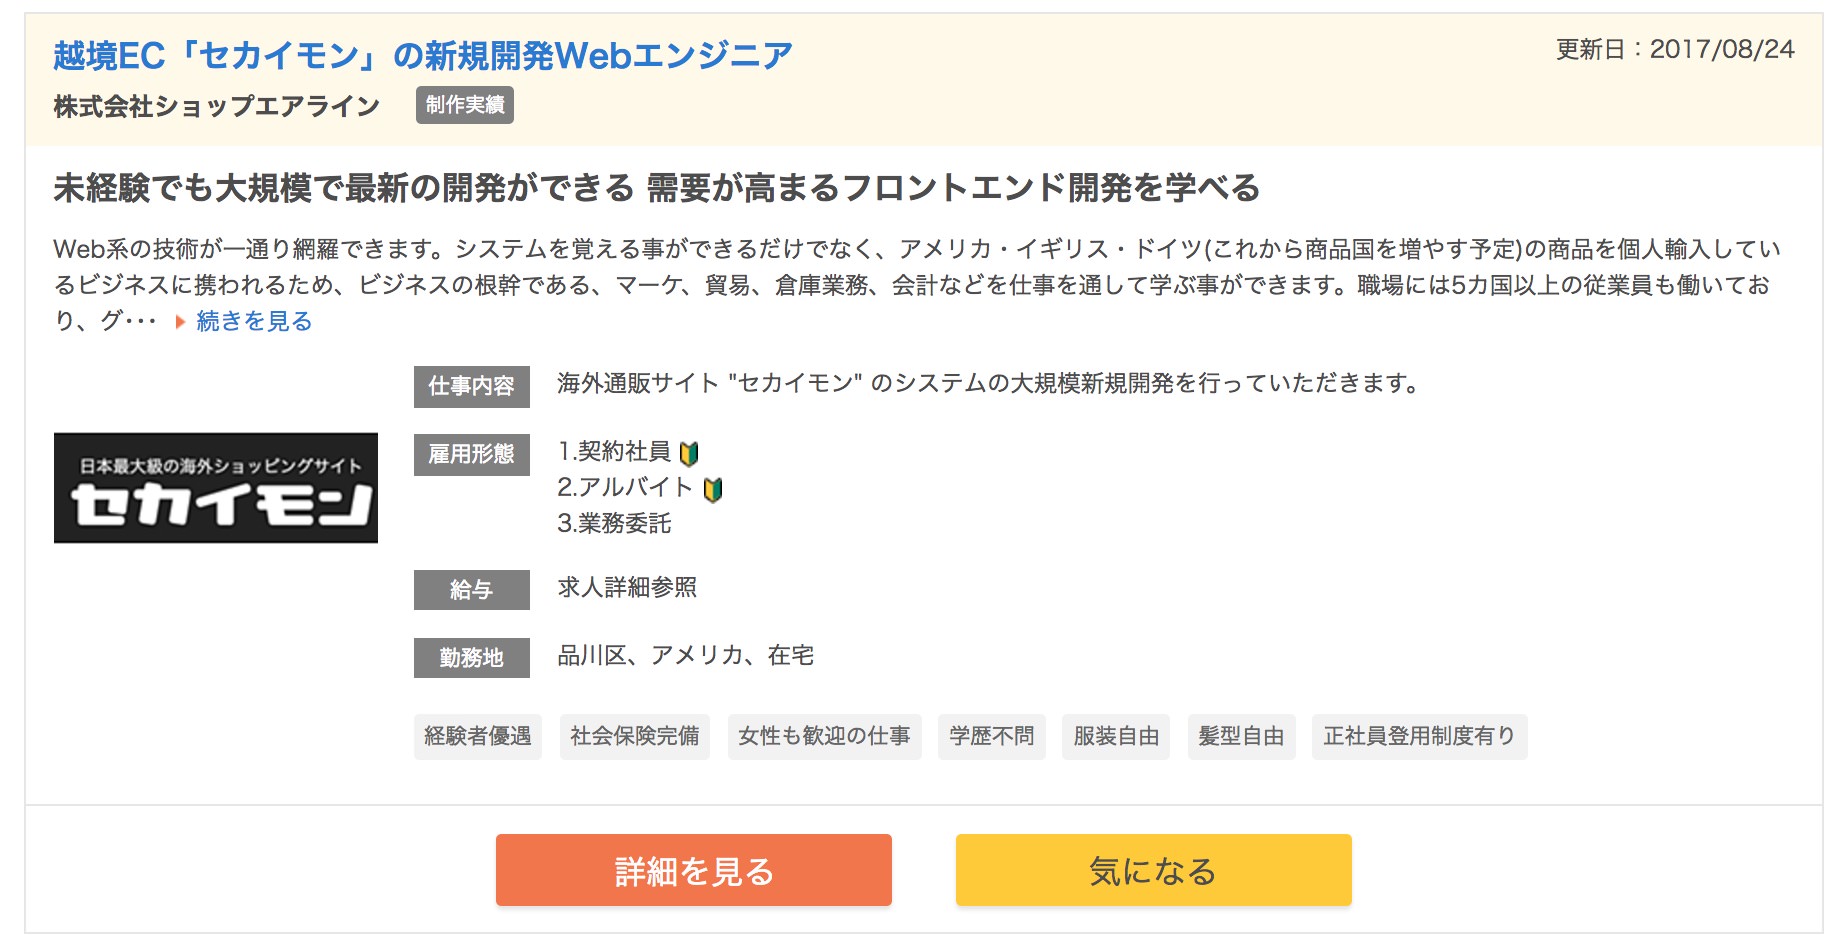 越境EC「セカイモン」の新規開発Webエンジニア
更新日：2017/08/24
株式会社ショップエアライン
制作実績
未経験でも大規模で最新の開発ができる 需要が高まるフロントエンド開発を学べる
Web系の技術が一通り網羅できます。システムを覚える事ができるだけでなく、アメリカ・イギリス・ドイツ(これから商品国を増やす予定)の商品を個人輸入してい
るビジネスに携われるため、ビジネスの根幹である、マーケ、貿易、倉庫業務、会計などを仕事を通して学ぶ事ができます。職場には5カ国以上の従業員も働いてお
り、グ･･･ 続きを見る
日本最大級の海外ショッピングサイト
セカイモン
仕事内容
海外通販サイト "セカイモン" のシステムの大規模新規開発を行っていただきます。
雇用形態
1.契約社員
2.アルバイト
3.業務委託
給与
求人詳細参照
勤務地
品川区、アメリカ、在宅
経験者優遇 社会保険完備 女性も歓迎の仕事 学歴不問 服装自由 髪型自由 正社員登用制度有り
詳細を見る
気になる